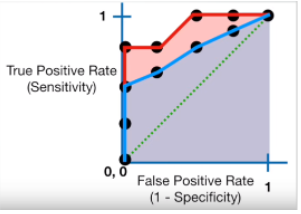 1
True Positive Rate
(Sensitivity)
0, 0
False Positive Rate
(1 - Specificity)
1